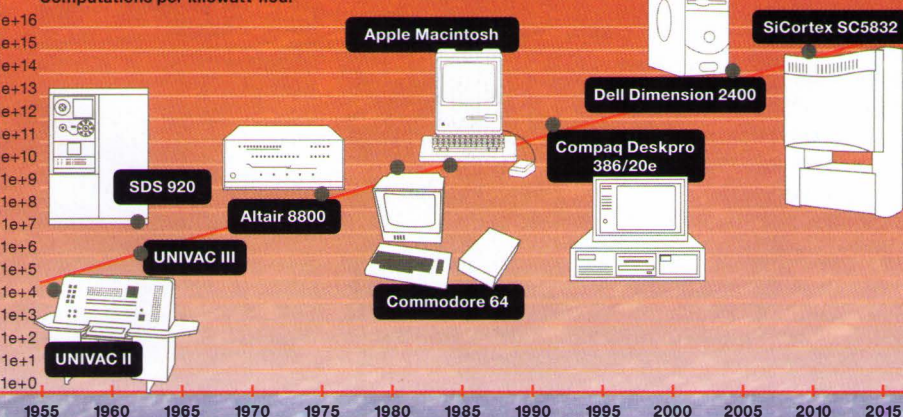 Computations per kilowatt-hour
e+16
e+15
e+14
e+13
e+12
e+11
e+10
1e+9
1e+8
1e+7
1e+6
1e+5
1e+4
1e+3
1e+2
1e+1
1e+0
SiCortex SC5832
Apple Macintosh
Dell Dimension 2400
Compaq Deskpro
386/20e
SDS 920
Altair 8800
UNIVAC III
Commodore 64
UNIVAC II
1955 1960 1965 1970 1975 1980 1985 1990 1995 2000 2005 2010 2015